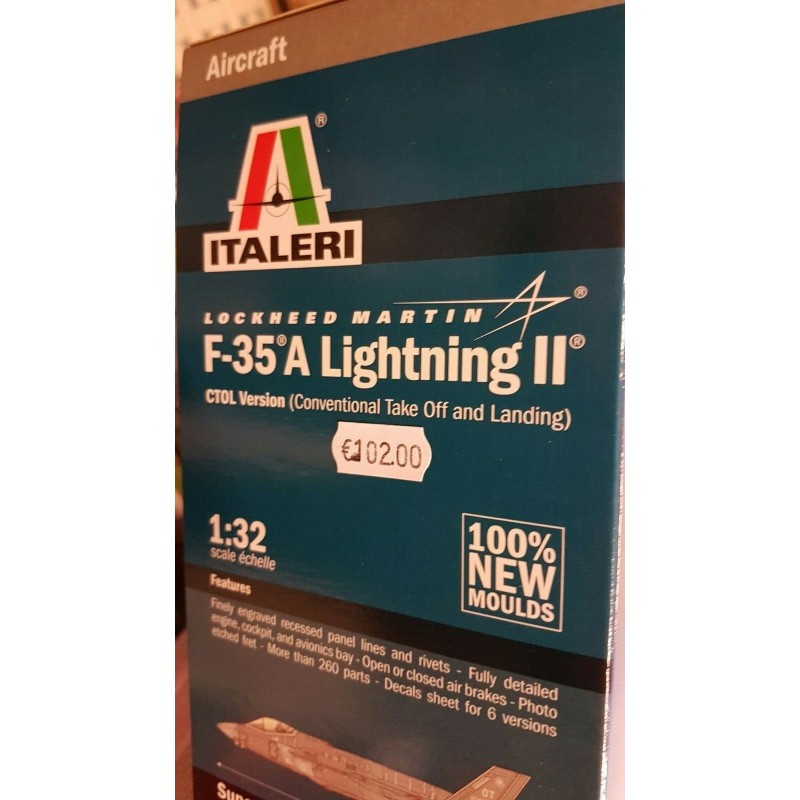 Aircraft
ITALERI®
LOCKHEED MARTIN®
F-35® A Lightning II®
CTOL Version (Conventional Take Off and Landing)
€102.00
1:32
scale échelle
100%
NEW
MOULDS
Features
Finely engraved recessed panel lines and rivets - Fully detailed
engine, cockpit, and avionics bay - Open or closed air brakes - Photo
etched fret - More than 260 parts - Decals sheet for 6 versions
OT